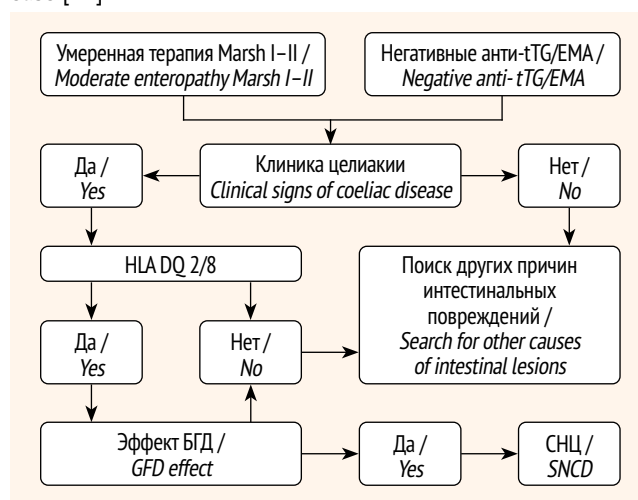 Умеренная терапия Marsh I–II /
Moderate enteropathy Marsh I–II
Негативные анти-tTG/EMA /
Negative anti- tTG/EMA
Да /
Yes
Клиника целиакии
Clinical signs of coeliac disease
Нет /
No
HLA DQ 2/8
Поиск других причин
интестинальных
повреждений /
Search for other causes
of intestinal lesions
Да /
Yes
Нет /
No
Эффект БГД /
GFD effect
Да /
Yes
СНЦ /
SNCD